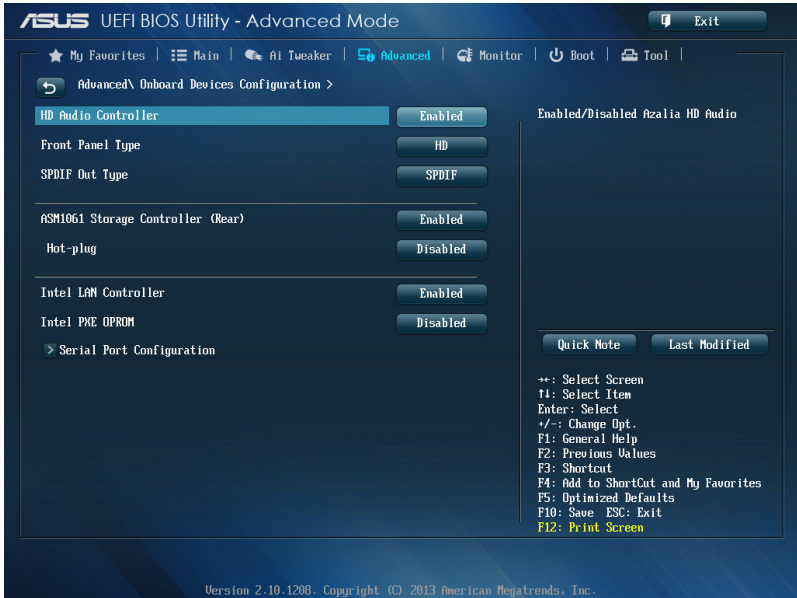 ASUS UEFI BIOS Utility - Advanced Mode
Exit
My Favorites | Main | Ai Tweaker | Advanced | Monitor | Boot | Tool |
Advanced\ Onboard Devices Configuration >
HD Audio Controller Enabled
Front Panel Type HD
SPDIF Out Type SPDIF
ASM1061 Storage Controller (Rear) Enabled
Hot-plug Disabled
Intel LAN Controller Enabled
Intel PXE OPROM Disabled
> Serial Port Configuration
Enabled/Disabled Azalia HD Audio
Quick Note Last Modified
→←: Select Screen
↑↓: Select Item
Enter: Select
+/-: Change Opt.
F1: General Help
F2: Previous Values
F3: Shortcut
F4: Add to ShortCut and My Favorites
F5: Optimized Defaults
F10: Save ESC: Exit
F12: Print Screen
Version 2.10.1208. Copyright (C) 2013 American Megatrends, Inc.